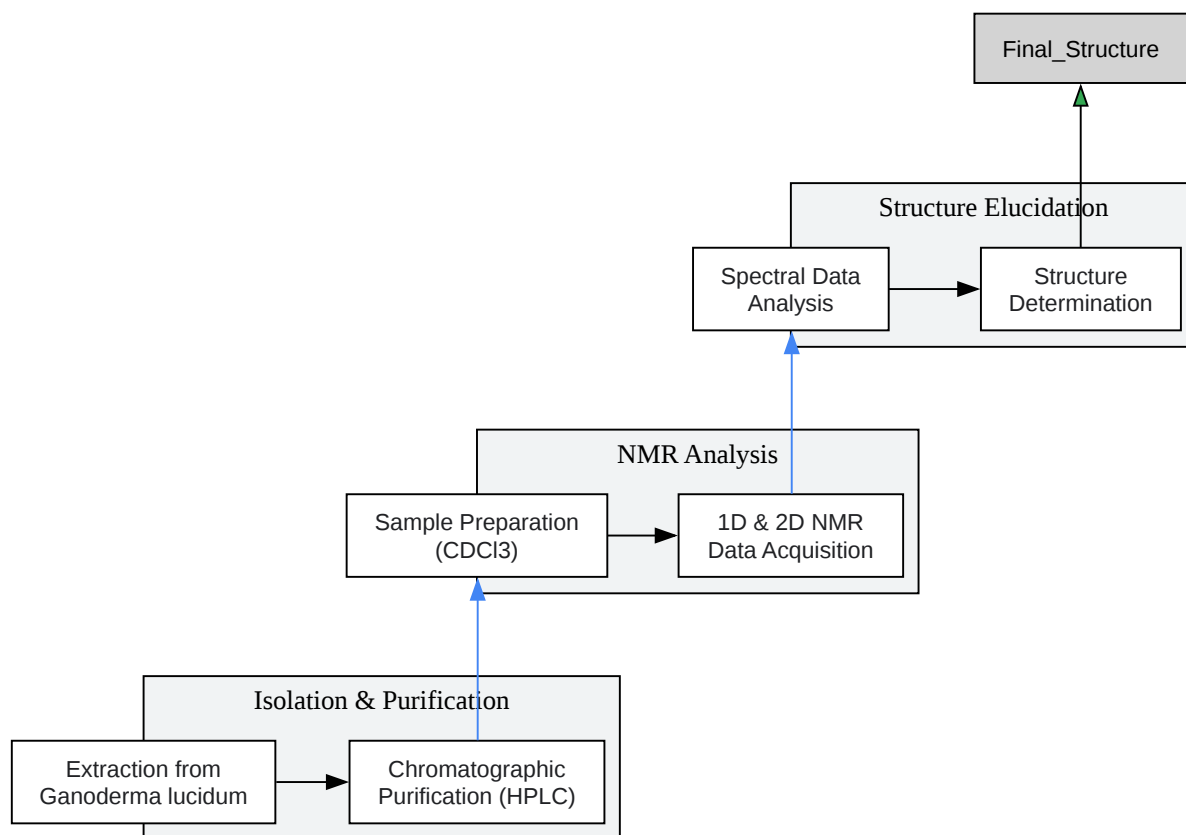 Final_Structure
Structure Elucidation
Spectral Data
Analysis
Structure
Determination
NMR Analysis
Sample Preparation
(CDCl3)
1D & 2D NMR
Data Acquisition
Isolation & Purification
Extraction from
Ganoderma lucidum
Chromatographic
Purification (HPLC)